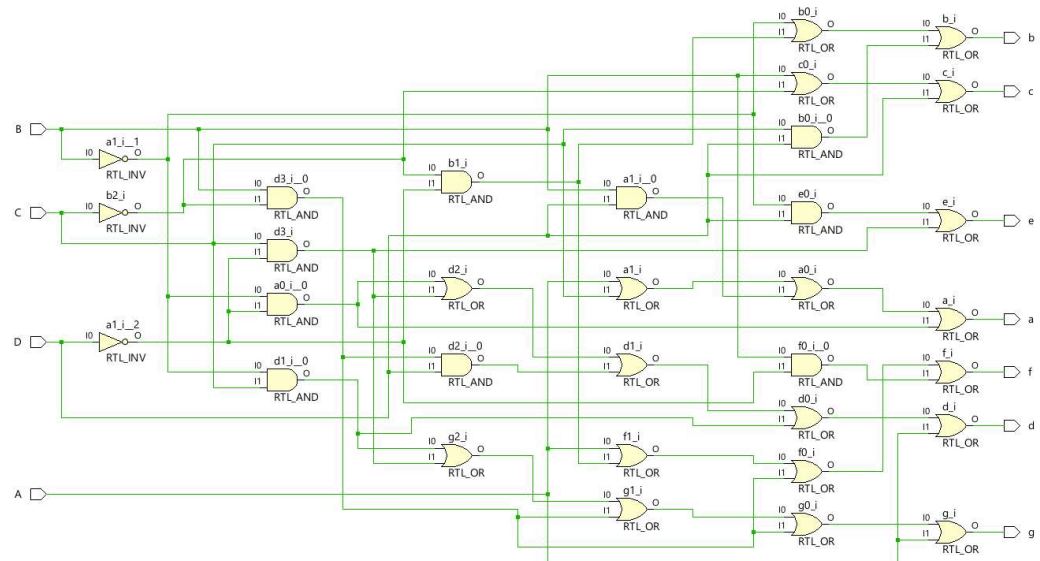 B
C
D
A
a1_i__1
I0 O
RTL_INV
b2_i
I0 O
RTL_INV
a1_i__2
I0 O
RTL_INV
d3_i__0
I0 O
I1
RTL_AND
d3_i
I0 O
I1
RTL_AND
a0_i__0
I0 O
I1
RTL_AND
d1_i__0
I0 O
I1
RTL_AND
b1_i
I0 O
I1
RTL_AND
d2_i
I0 O
I1
RTL_OR
d2_i__0
I0 O
I1
RTL_AND
g2_i
I0 O
I1
RTL_OR
a1_i__0
I0 O
I1
RTL_AND
a1_i
I0 O
I1
RTL_OR
d1_i
I0 O
I1
RTL_OR
f1_i
I0 O
I1
RTL_OR
g1_i
I0 O
I1
RTL_OR
b0_i
I0 O
I1
RTL_OR
c0_i
I0 O
I1
RTL_OR
b0_i__0
I0 O
I1
RTL_AND
e0_i
I0 O
I1
RTL_AND
a0_i
I0 O
I1
RTL_OR
f0_i__0
I0 O
I1
RTL_AND
d0_i
I0 O
I1
RTL_OR
f0_i
I0 O
I1
RTL_OR
g0_i
I0 O
I1
RTL_OR
b_i
I0 O
I1
RTL_OR
c_i
I0 O
I1
RTL_OR
e_i
I0 O
I1
RTL_OR
a_i
I0 O
I1
RTL_OR
f_i
I0 O
I1
RTL_OR
d_i
I0 O
I1
RTL_OR
g_i
I0 O
I1
RTL_OR
b
c
e
a
f
d
g